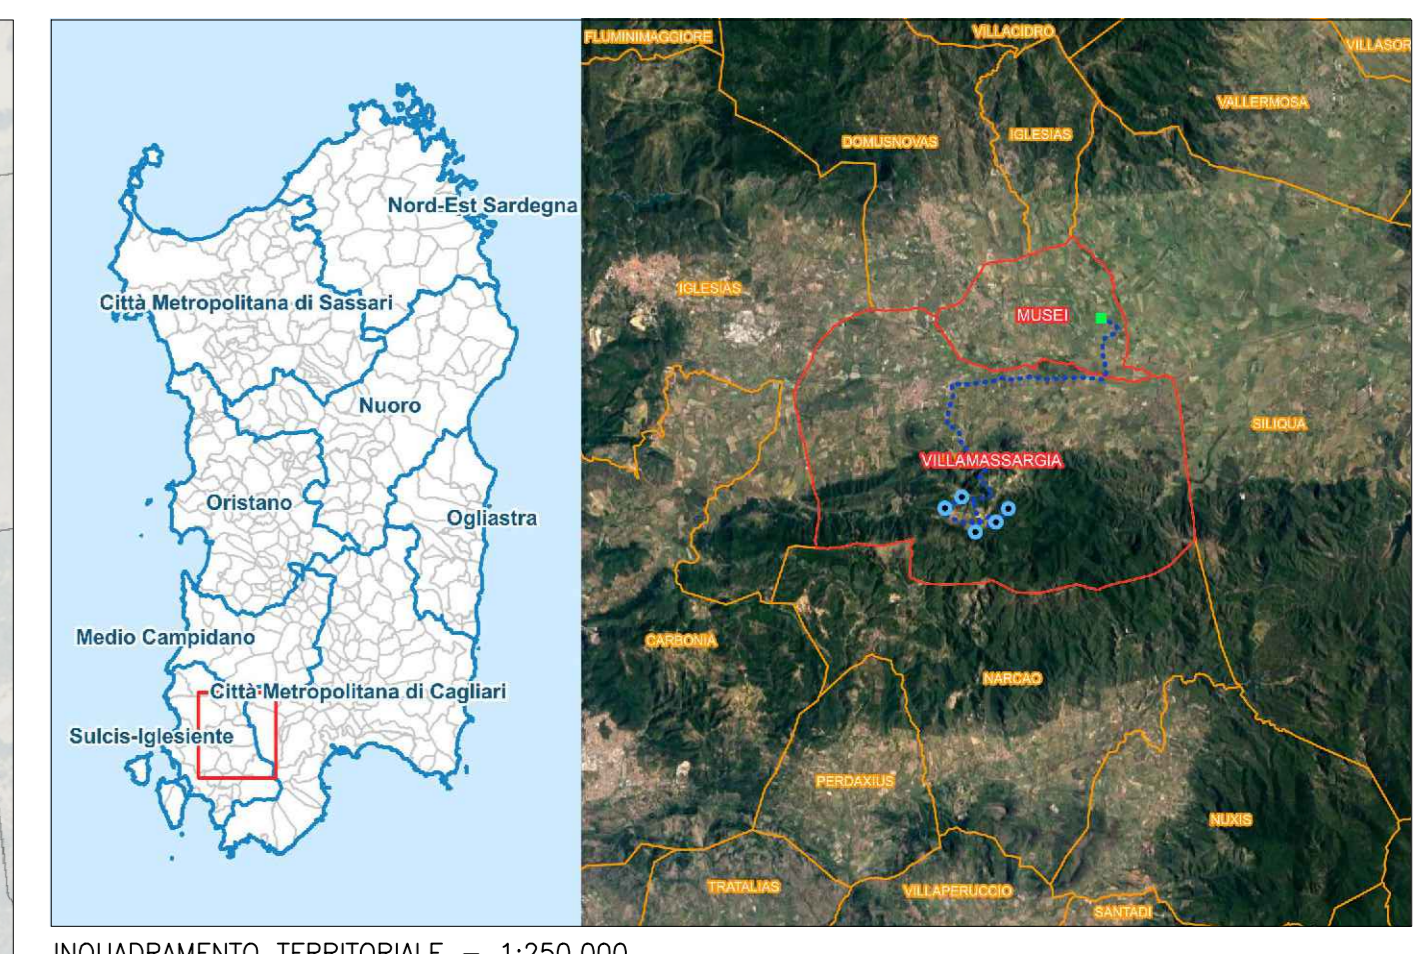 Nord-Est Sardegna
Città Metropolitana di Sassari
Nuoro
Oristano
Ogliastra
Medio Campidano
Città Metropolitana di Cagliari
Sulcis-Iglesiente
FLUMINIMAGGIORE
VILLACIDRO
VILLASOR
VALLERMOSA
DOMUSNOVAS
IGLESIAS
IGLESIAS
MUSEI
SILIQUA
VILLAMASSARGIA
CARBONIA
NARCAO
PERDAXIUS
NUXIS
TRATALIAS
VILLAPERUCCIO
SANTADI
INQUADRAMENTO TERRITORIALE - 1:250.000